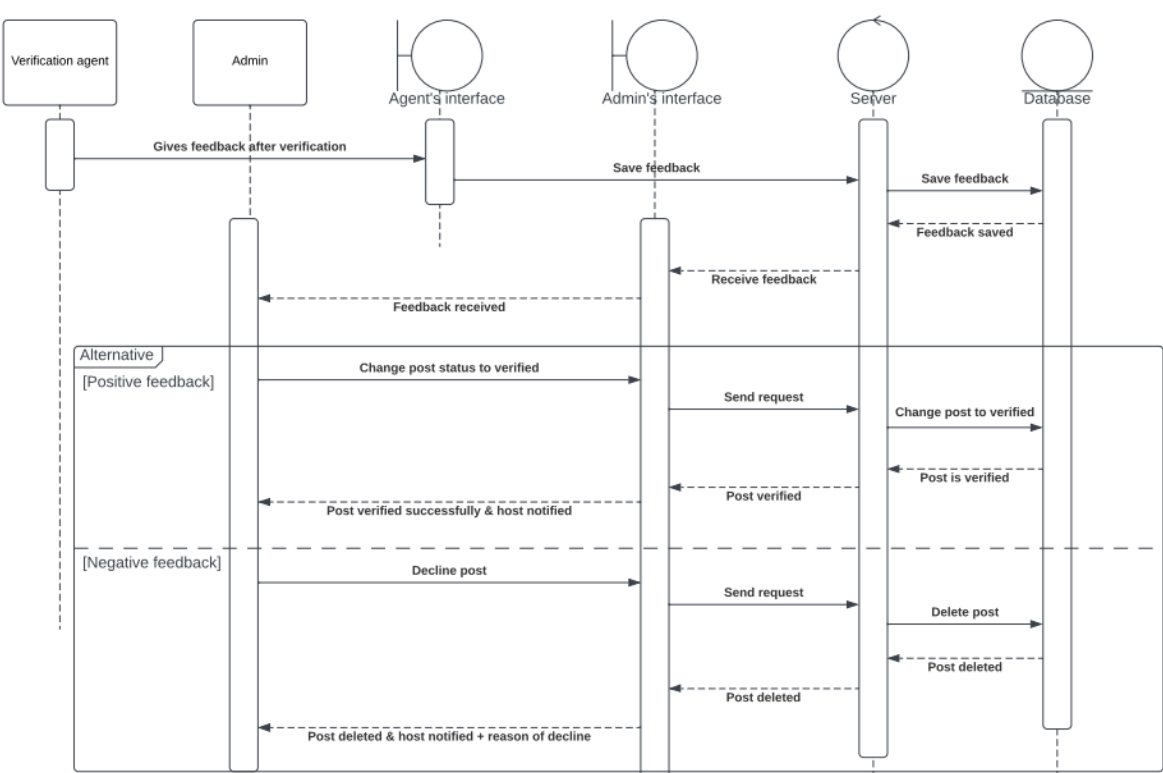 Verification agent
Admin
Agent's interface
Admin's interface
Server
Database
Gives feedback after verification
Save feedback
Save feedback
Feedback saved
Receive feedback
Feedback received
Alternative
[Positive feedback]
Change post status to verified
Send request
Change post to verified
Post is verified
Post verified
Post verified successfully & host notified
[Negative feedback]
Decline post
Send request
Delete post
Post deleted
Post deleted
Post deleted & host notified + reason of decline